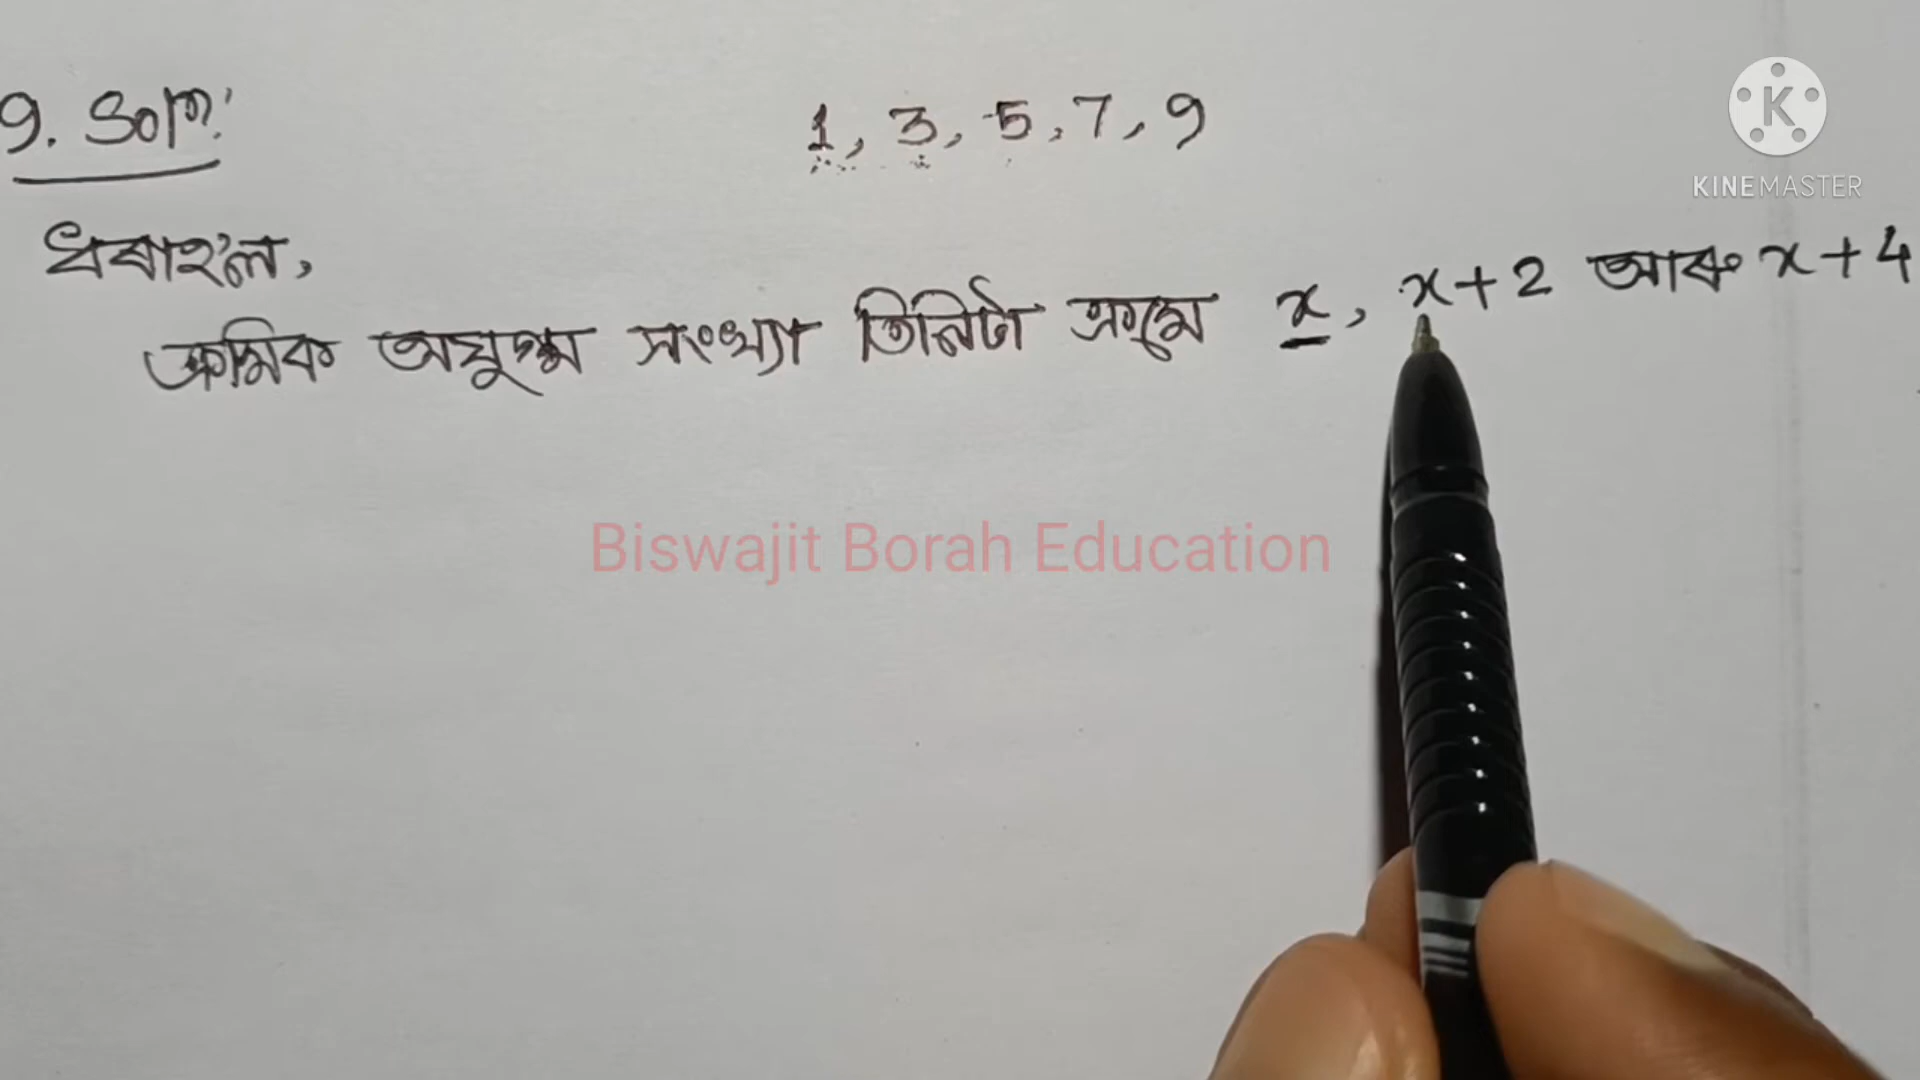 9. Solⁿ:
1, 3, 5, 7, 9
KINEMASTER
ধৰাহ'ল,
ক্ৰমিক অযুগ্ম সংখ্যা তিনিটা ক্ৰমে x, x+2 আৰু x+4
Biswajit Borah Education